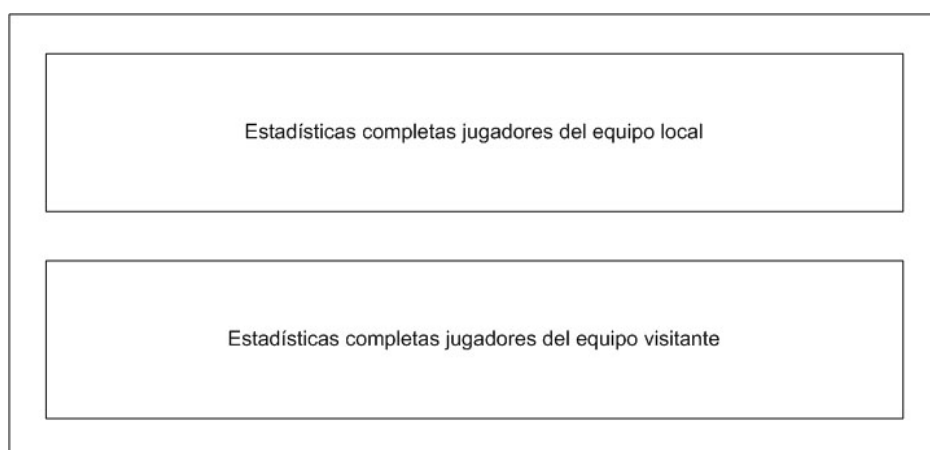 Estadísticas completas jugadores del equipo local
Estadísticas completas jugadores del equipo visitante